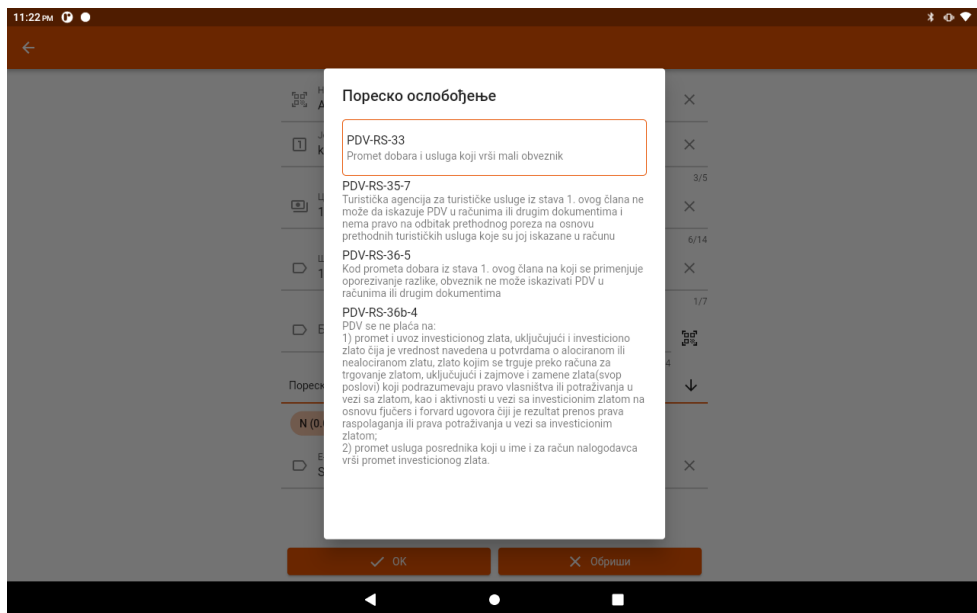 11:22 PM
Пореско ослобођење
PDV-RS-33
Promet dobara i usluga koji vrši mali obveznik
3/5
PDV-RS-35-7
Turistička agencija za turističke usluge iz stava 1. ovog člana ne
može da iskazuje PDV u računima ili drugim dokumentima i
nema pravo na odbitak prethodnog poreza na osnovu
prethodnih turističkih usluga koje su joj iskazane u računu
6/14
PDV-RS-36-5
Kod prometa dobara iz stava 1. ovog člana na koji se primenjuje
oporezivanje razlike, obveznik ne može iskazivati PDV u
računima ili drugim dokumentima
1/7
PDV-RS-36b-4
PDV se ne plaća na:
1) promet i uvoz investicionog zlata, uključujući i investiciono
zlato čija je vrednost navedena u potvrdama o alociranom ili
nealociranom zlatu, zlato kojim se trguje preko računa za
trgovanje zlatom, uključujući i zajmove i zamene zlata(svop
poslovi) koji podrazumevaju pravo vlasništva ili potraživanja u
vezi sa zlatom, kao i aktivnosti u vezi sa investicionim zlatom na
osnovu fjučers i forvard ugovora čiji je rezultat prenos prava
raspolaganja ili prava potraživanja u vezi sa investicionim
zlatom;
2) promet usluga posrednika koji u ime i za račun nalogodavca
vrši promet investicionog zlata.
Пореск
N (0.
OK
Обриши